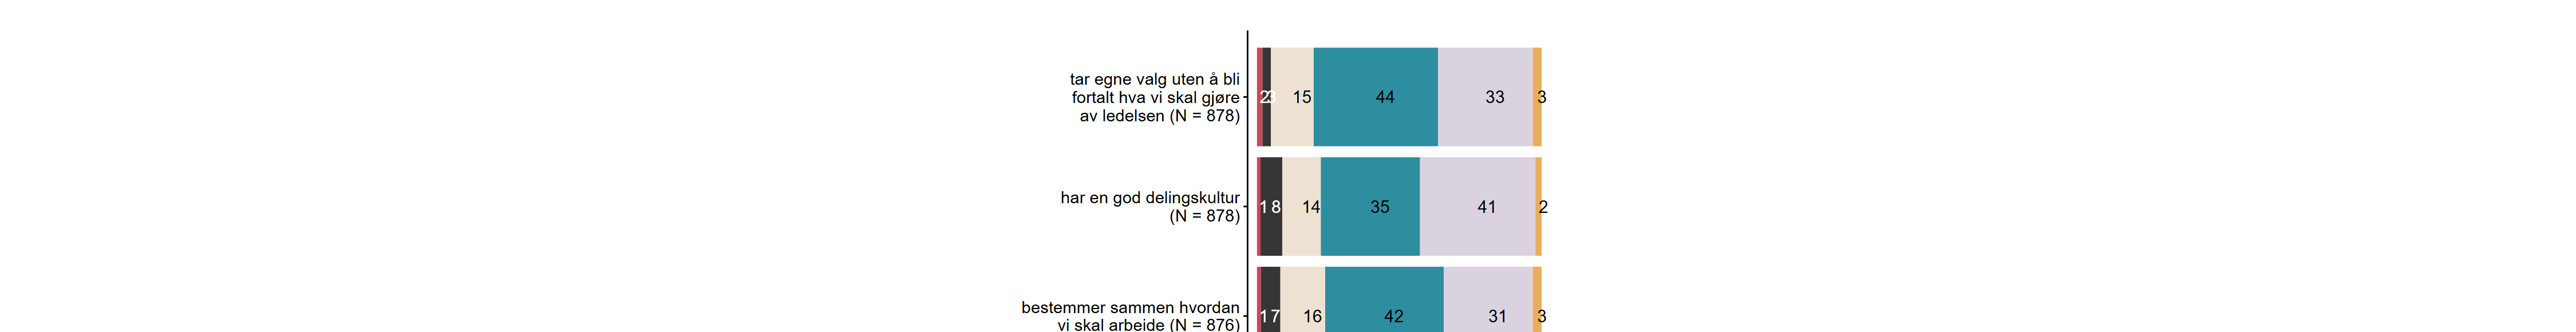 tar egne valg uten å bli
fortalt hva vi skal gjøre
av ledelsen (N = 878)
2 3 15 44 33 3
har en god delingskultur
(N = 878)
1 8 14 35 41 2
bestemmer sammen hvordan
vi skal arbeide (N = 876)
1 7 16 42 31 3